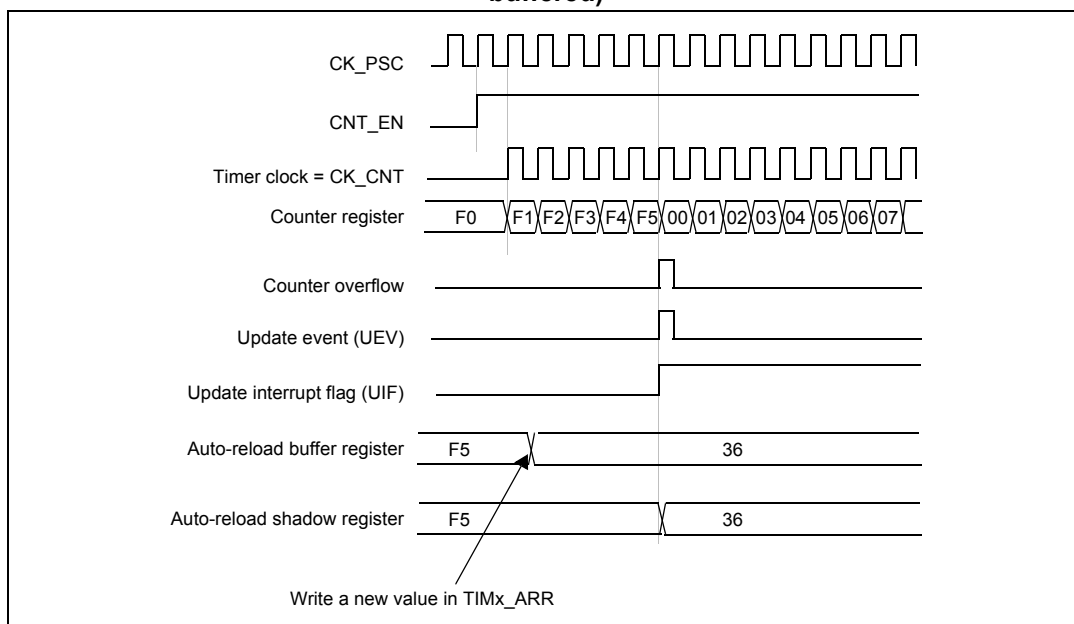 buffered)
CK_PSC
CNT_EN
Timer clock = CK_CNT
Counter register F0 F1 F2 F3 F4 F5 00 01 02 03 04 05 06 07
Counter overflow
Update event (UEV)
Update interrupt flag (UIF)
Auto-reload buffer register F5 36
Auto-reload shadow register F5 36
Write a new value in TIMx_ARR